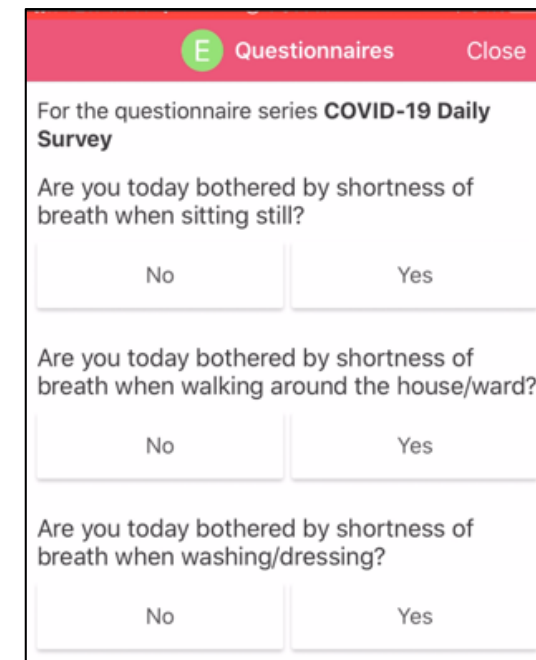 E Questionnaires Close
For the questionnaire series COVID-19 Daily
Survey
Are you today bothered by shortness of
breath when sitting still?
No Yes
Are you today bothered by shortness of
breath when walking around the house/ward?
No Yes
Are you today bothered by shortness of
breath when washing/dressing?
No Yes